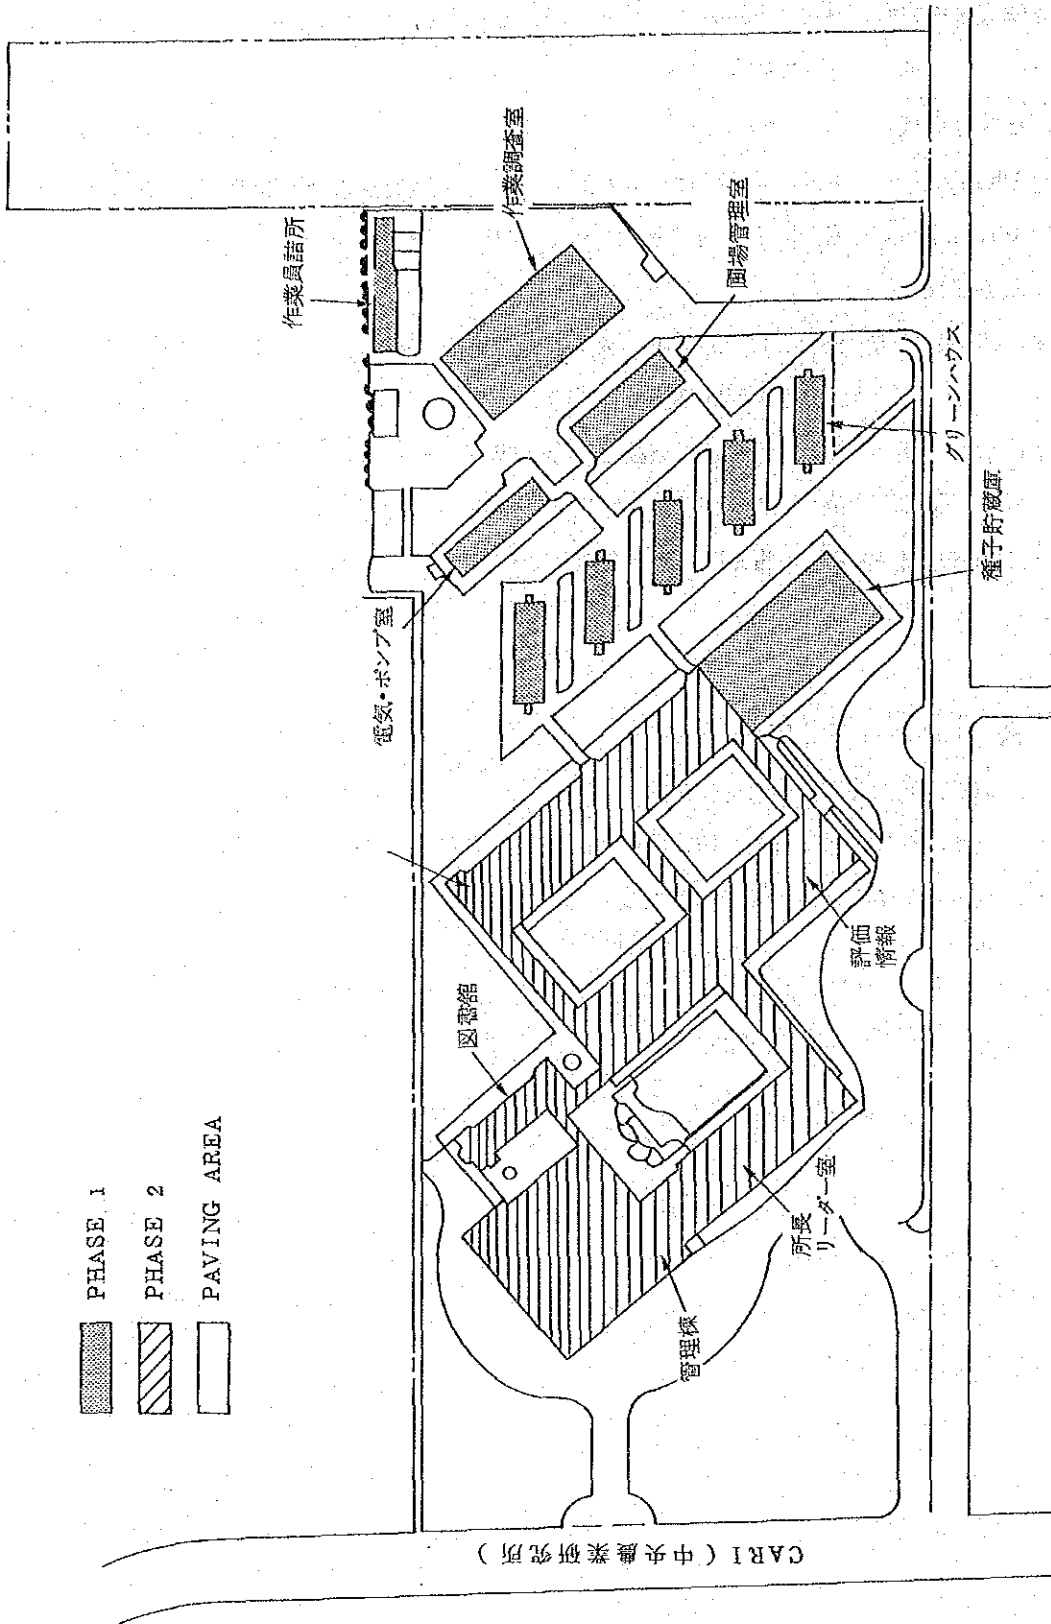 PHASE 1
PHASE 2
PAVING AREA
作業員詰所
作業調査室
圃場管理室
グリーンハウス
種子貯蔵庫
電気・ポンプ室
図書館
評価
情報
所長
リーダー室
管理棟
CARI (中央農業研究所)